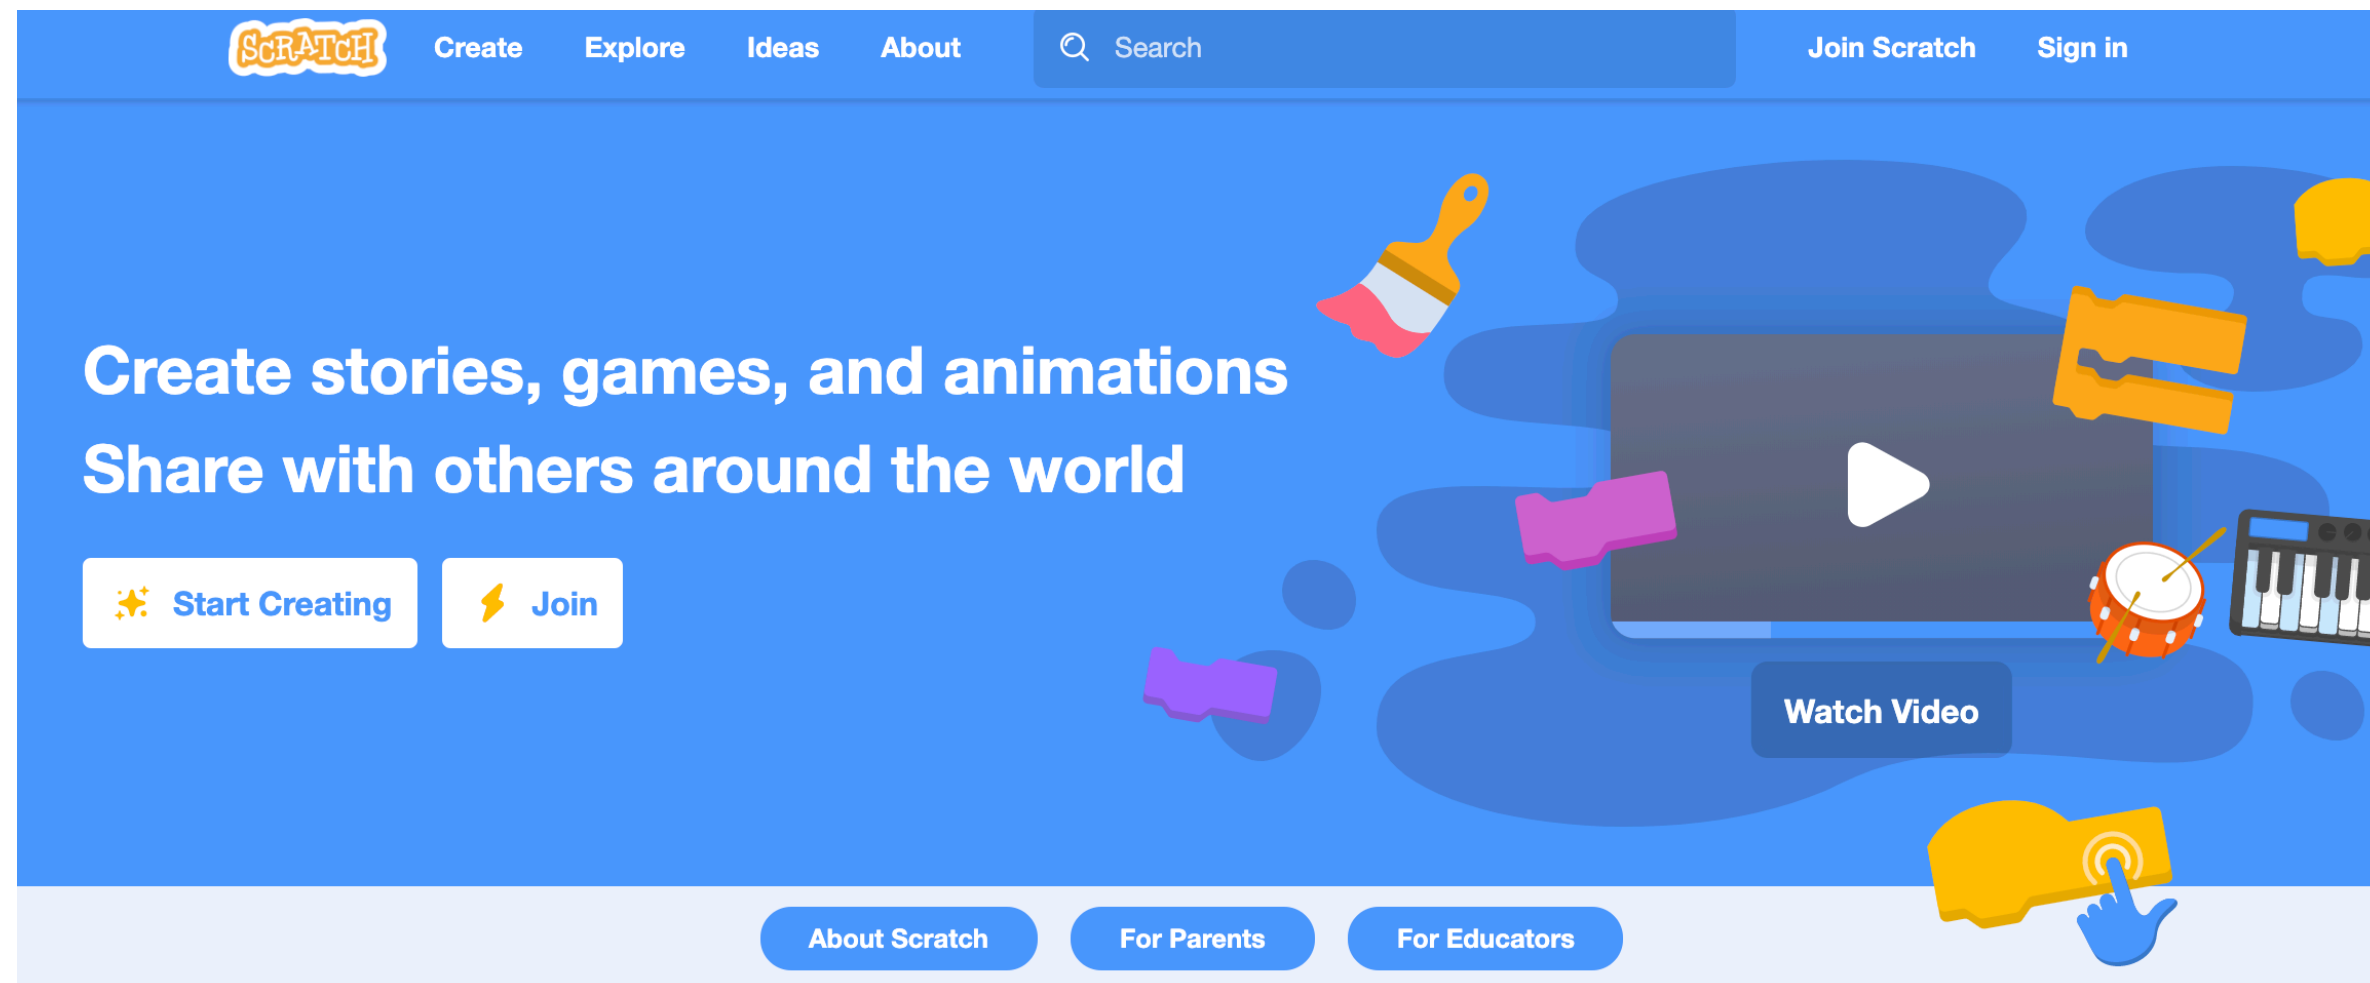 SCRATCH Create Explore Ideas About Search Join Scratch Sign in
Create stories, games, and animations
Share with others around the world
Start Creating Join
Watch Video
About Scratch For Parents For Educators